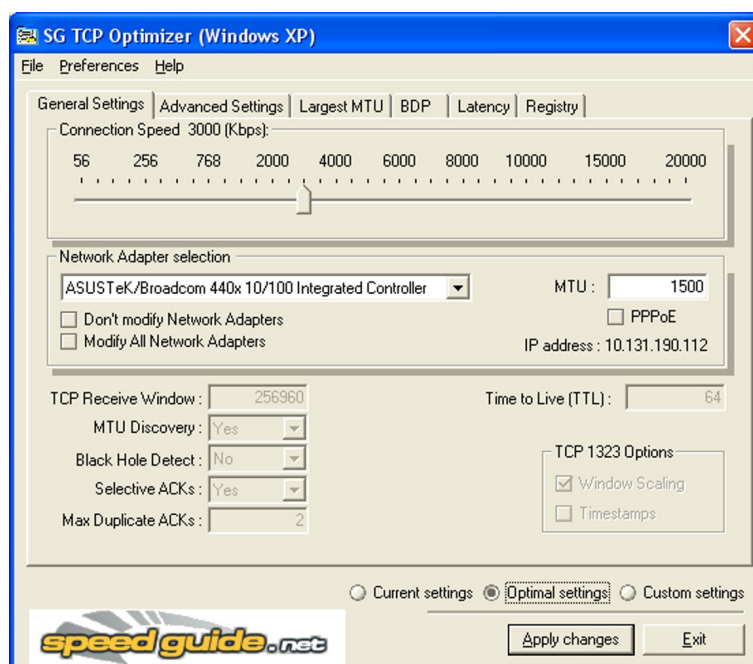 SG TCP Optimizer (Windows XP)
File Preferences Help
General Settings Advanced Settings Largest MTU BDP Latency Registry
Connection Speed 3000 (Kbps):
56 256 768 2000 4000 6000 8000 10000 15000 20000
Network Adapter selection
ASUSTeK/Broadcom 440x 10/100 Integrated Controller MTU : 1500
Don't modify Network Adapters PPPoE
Modify All Network Adapters IP address : 10.131.190.112
TCP Receive Window : 256960 Time to Live (TTL) : 64
MTU Discovery : Yes
Black Hole Detect : No TCP 1323 Options
Selective ACKs : Yes Window Scaling
Max Duplicate ACKs : 2 Timestamps
Current settings Optimal settings Custom settings
speedguide.net Apply changes Exit